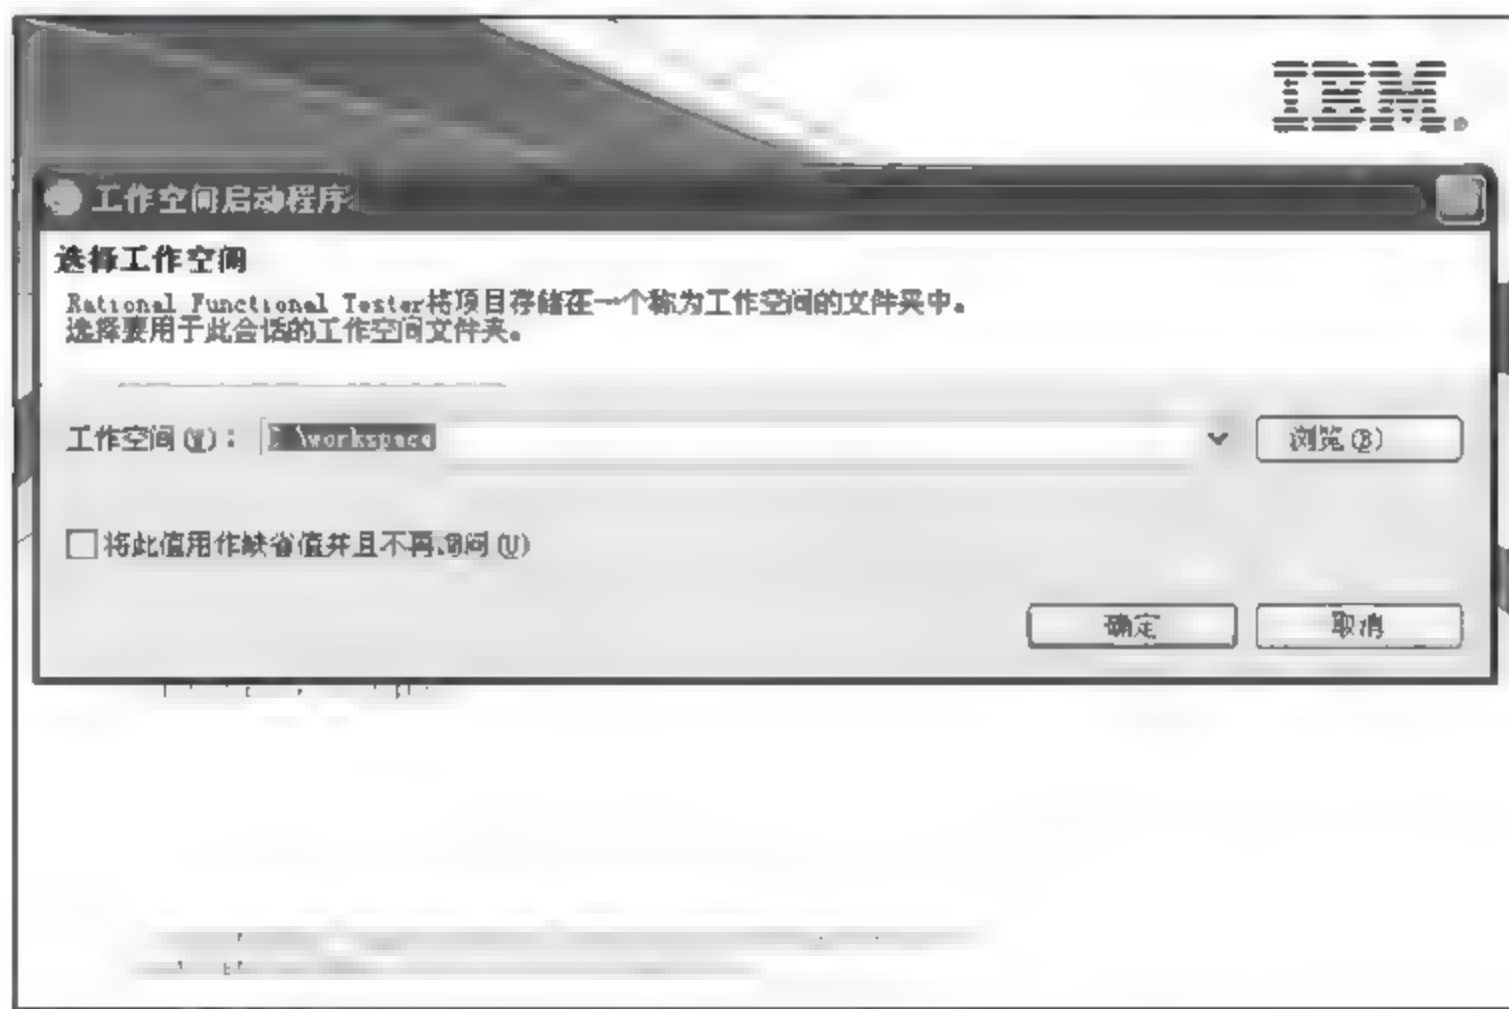 IBM.
工作空间启动程序
选择工作空间
Rational Functional Tester将项目存储在一个称为工作空间的文件夹中。
选择要用于此会话的工作空间文件夹。
工作空间(W)：
\workspace
浏览(B)
将此值用作缺省值并且不再询问(U)
确定
取消